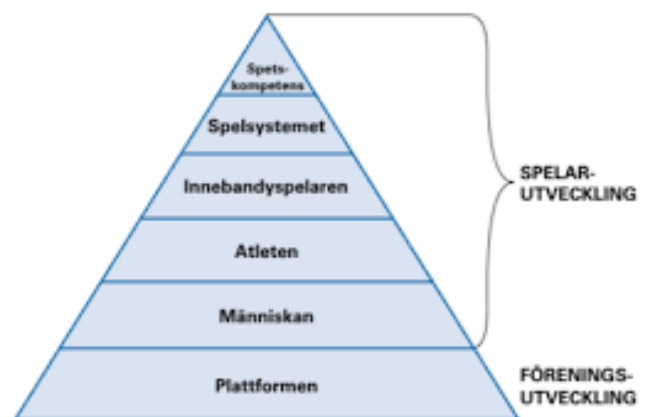 Spets-
kompetens
Spelsystemet
Innebandyspelaren
Atleten
Människan
Plattformen
SPELAR-
UTVECKLING
FÖRENINGS-
UTVECKLING